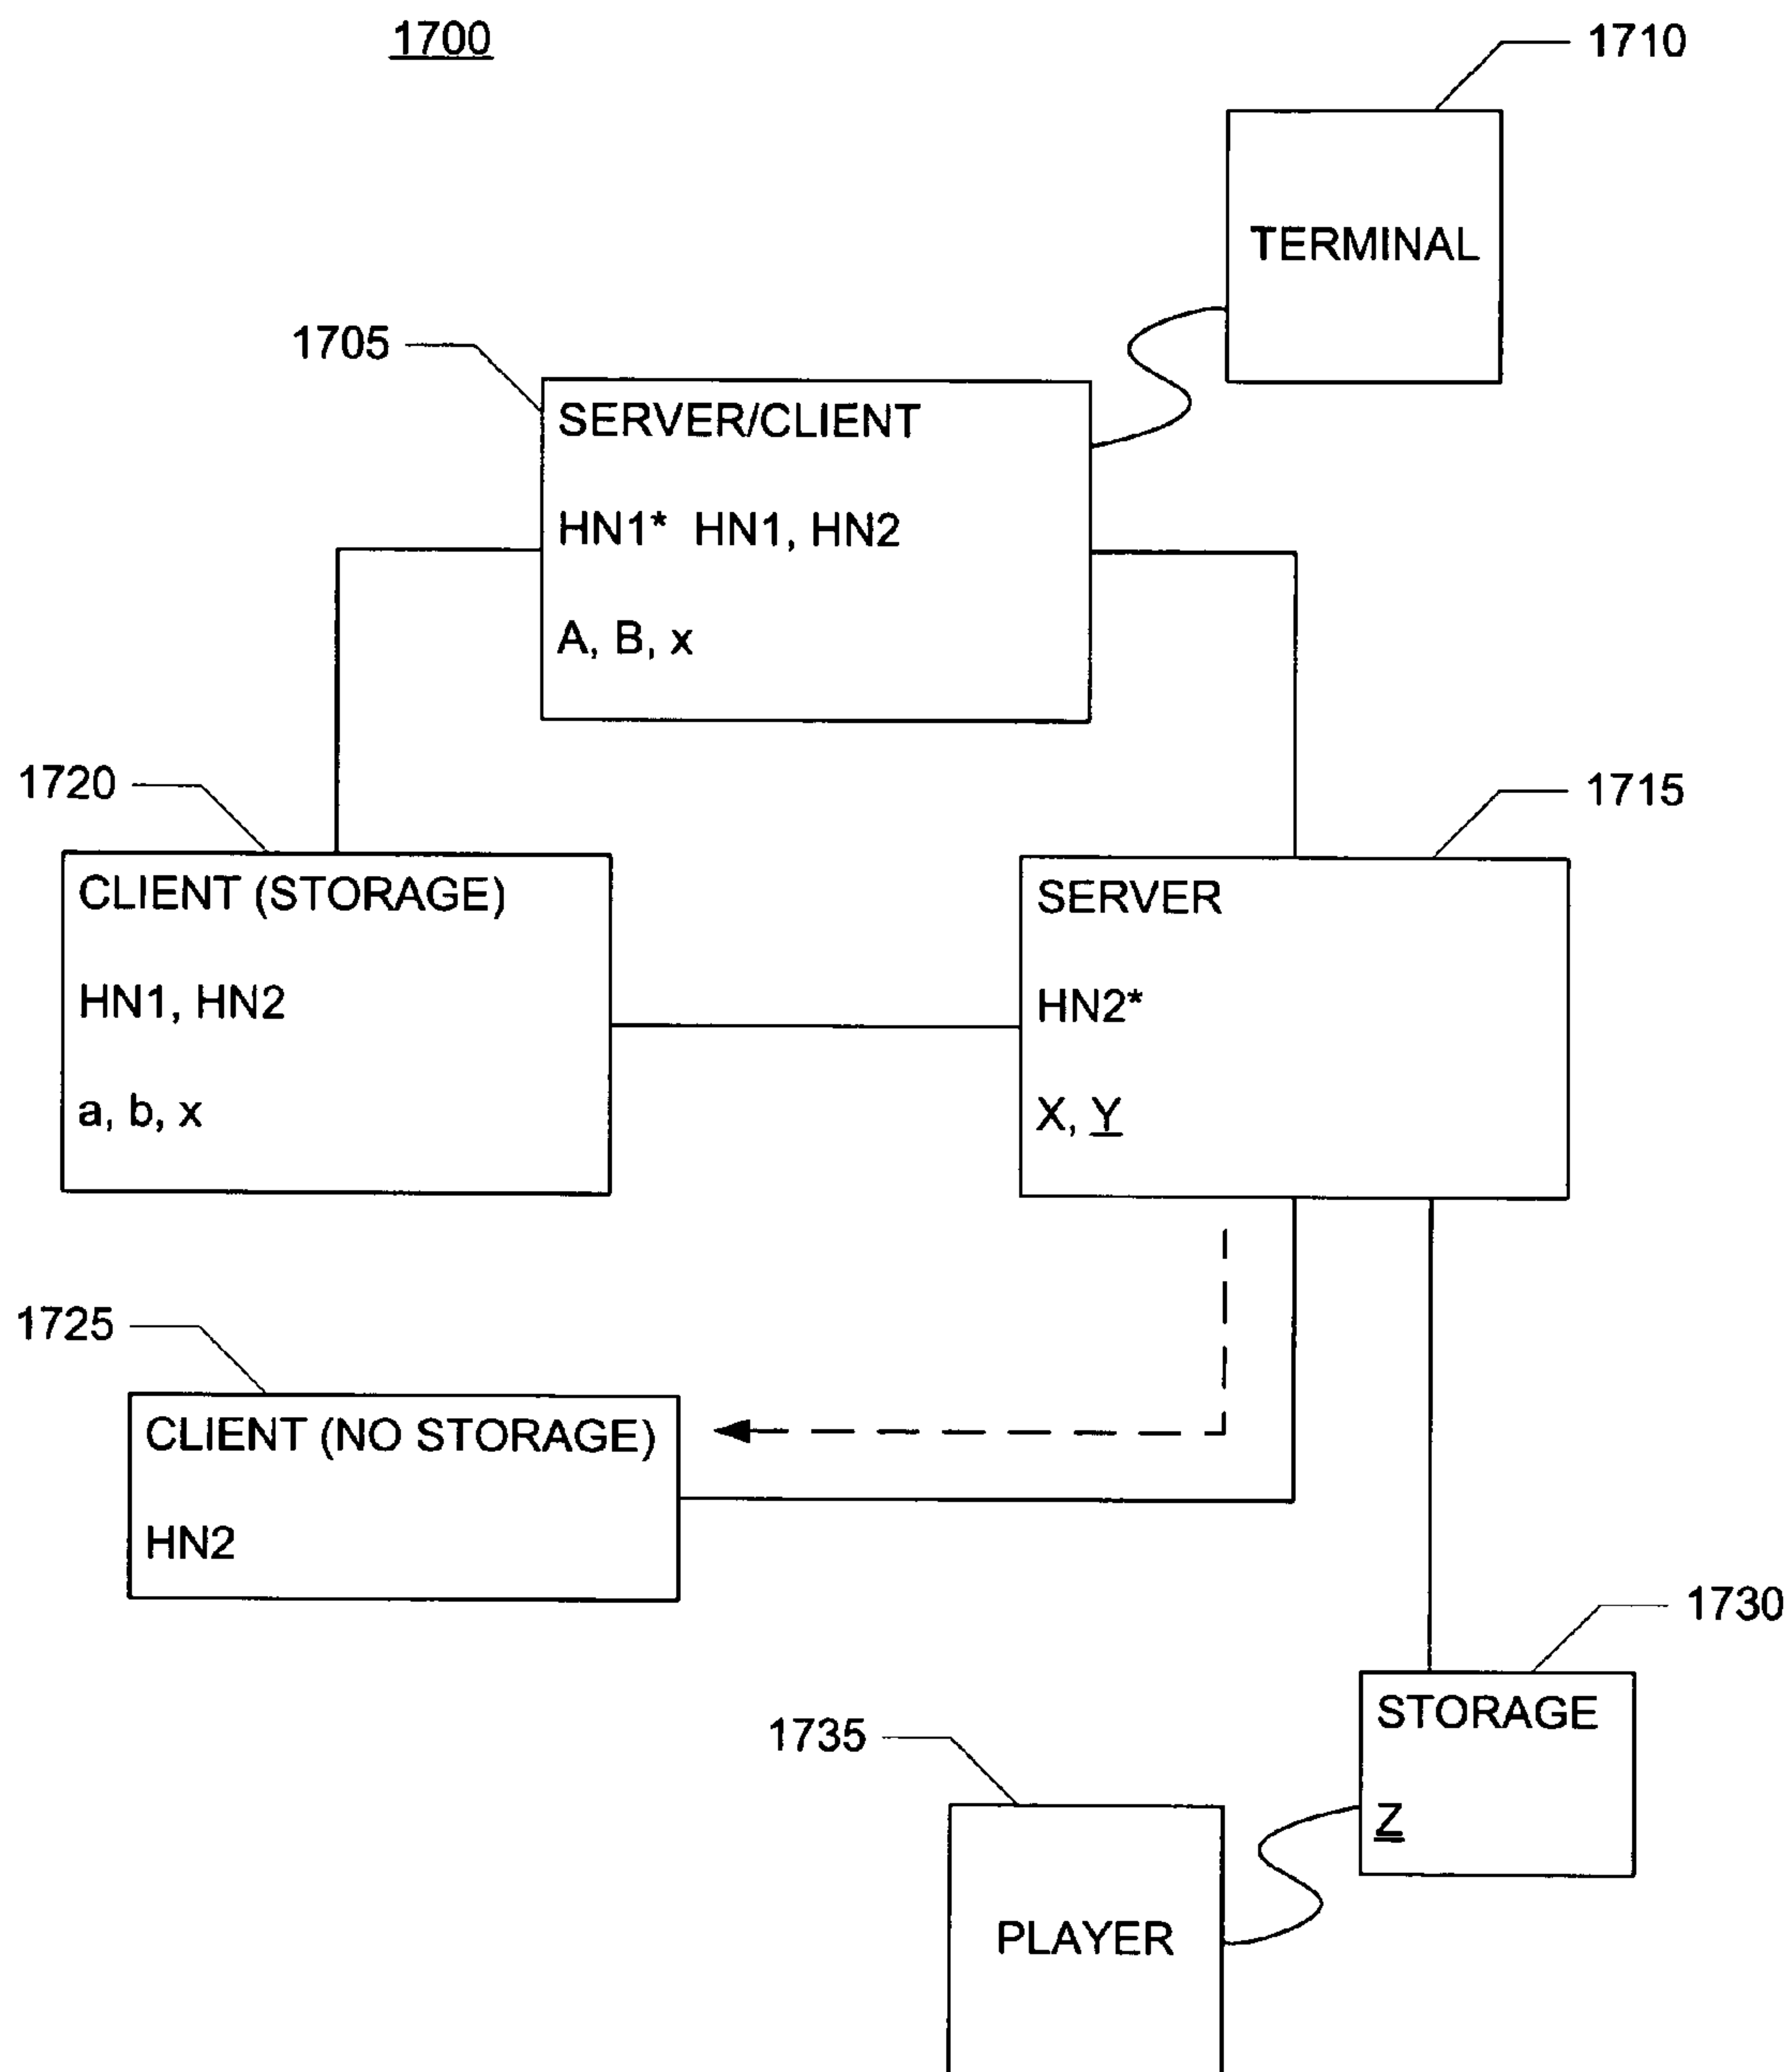 1700
1710
TERMINAL
1705
SERVER/CLIENT
HN1* HN1, HN2
A, B, x
1720
CLIENT (STORAGE)
HN1, HN2
a, b, x
1715
SERVER
HN2*
X, Y
1725
CLIENT (NO STORAGE)
HN2
1730
STORAGE
Z
1735
PLAYER